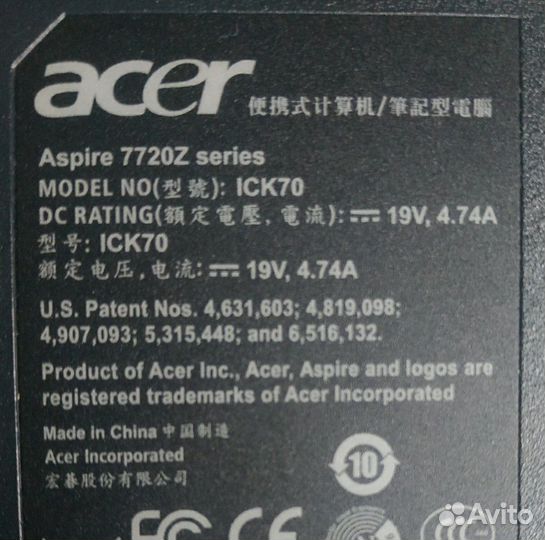 acer 便携式计算机/筆記型電腦
Aspire 7720Z series
MODEL NO(型號): ICK70
DC RATING(額定電壓, 電流): 19V, 4.74A
型号: ICK70
额定电压,电流: 19V, 4.74A
U.S. Patent Nos. 4,631,603; 4,819,098;
4,907,093; 5,315,448; and 6,516,132.
Product of Acer Inc., Acer, Aspire and logos are
registered trademarks of Acer Incorporated
Made in China 中国制造
Acer Incorporated
宏碁股份有限公司
10
FC CE
Avito